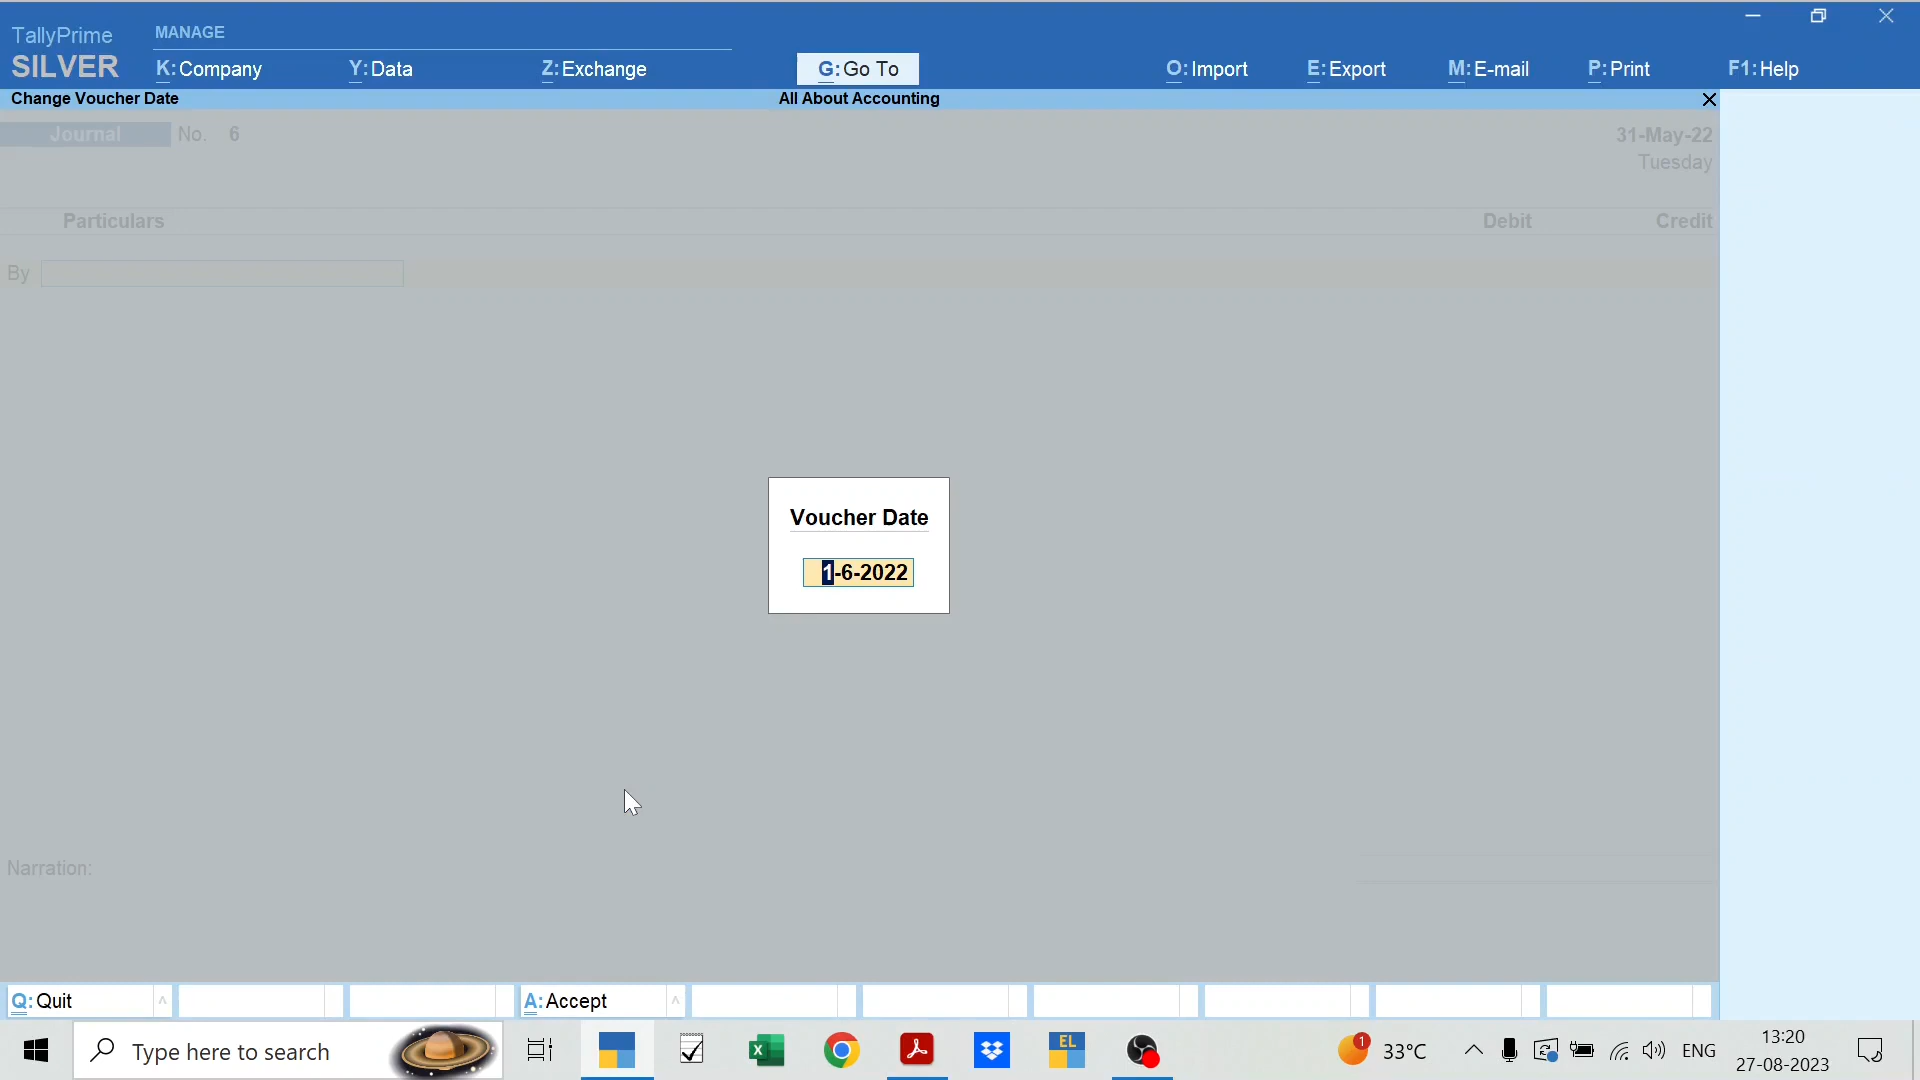 TallyPrime
SILVER
MANAGE
K:Company Y:Data Z:Exchange G:Go To O:Import E:Export M:E-mail P:Print F1:Help
Change Voucher Date All About Accounting
Journal No. 6 31-May-22
Tuesday
Particulars Debit Credit
By
Voucher Date
1-6-2022
Narration:
Q:Quit ^ A:Accept ^
Type here to search EL 1 33°C ENG 13:20
27-08-2023